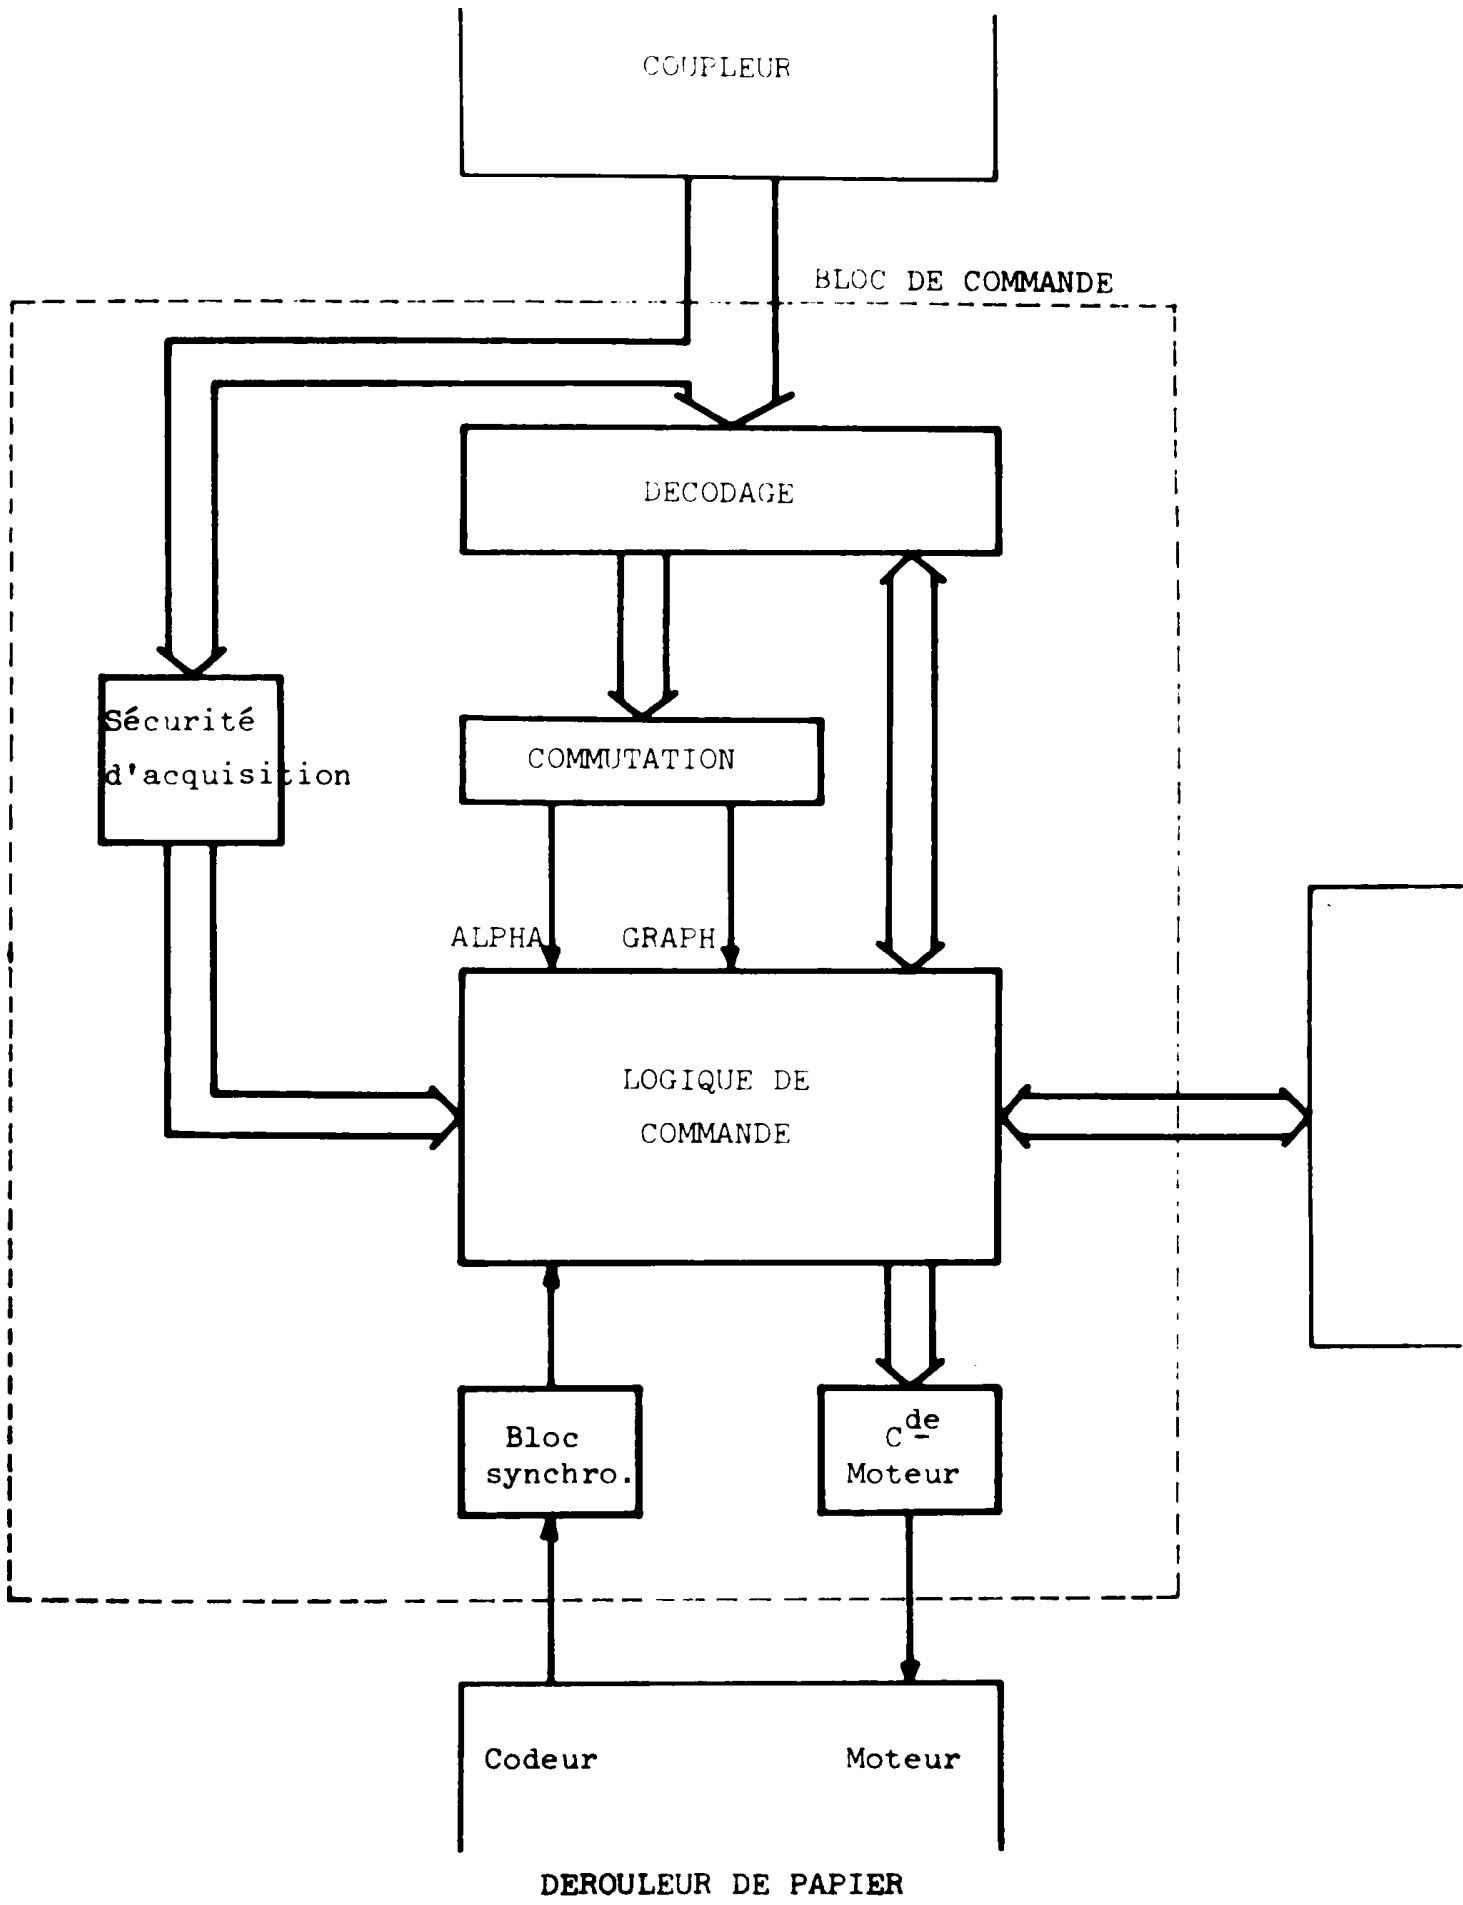 COUPLEUR
BLOC DE COMMANDE
DECODAGE
Sécurité
d'acquisition
COMMUTATION
ALPHA
GRAPH
LOGIQUE DE
COMMANDE
Bloc
synchro.
Cde
Moteur
Codeur
Moteur
DEROULEUR DE PAPIER